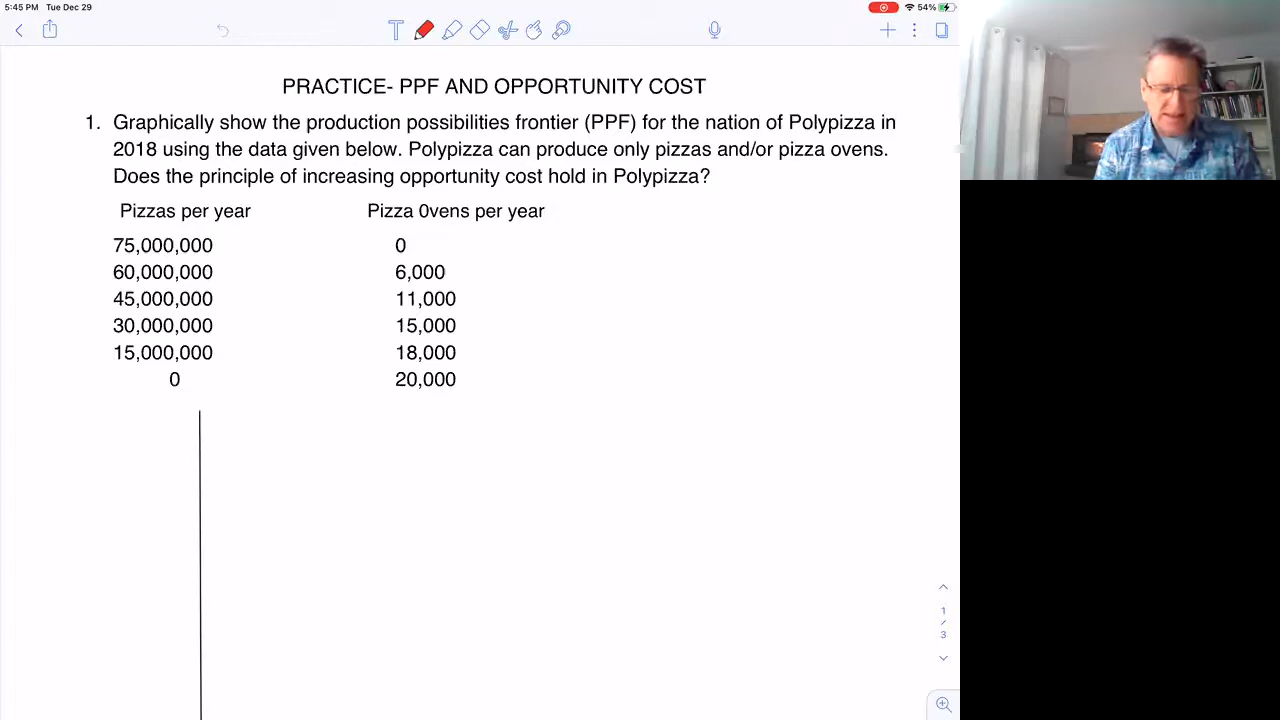 5:45 PM Tue Dec 29
54%
T
PRACTICE- PPF AND OPPORTUNITY COST
1. Graphically show the production possibilities frontier (PPF) for the nation of Polypizza in
2018 using the data given below. Polypizza can produce only pizzas and/or pizza ovens.
Does the principle of increasing opportunity cost hold in Polypizza?
Pizzas per year Pizza 0vens per year
75,000,000 0
60,000,000 6,000
45,000,000 11,000
30,000,000 15,000
15,000,000 18,000
0 20,000
1
/
3